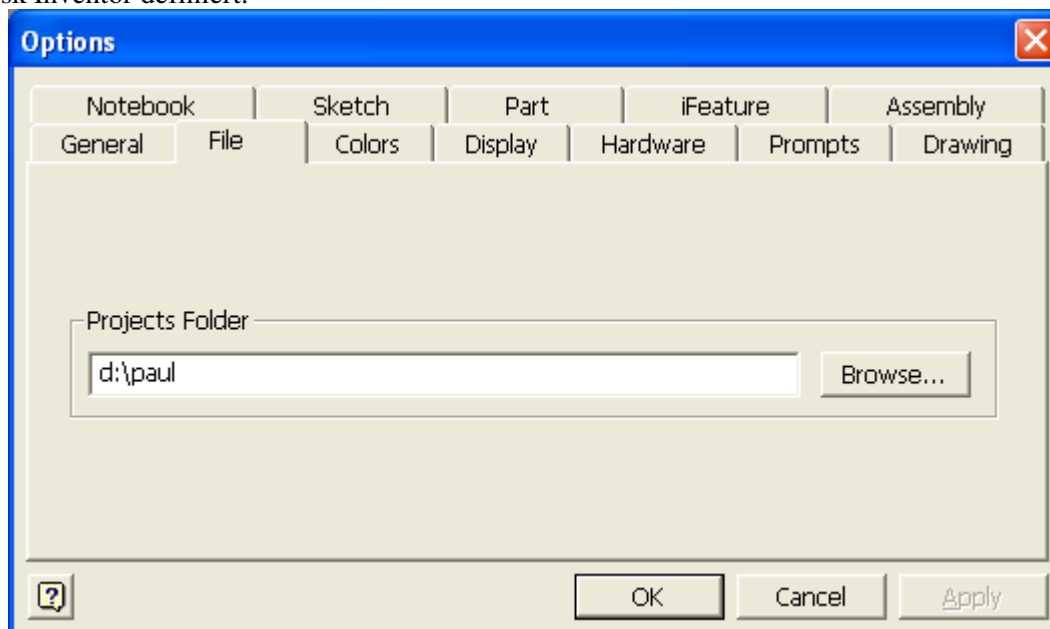 Options
Notebook Sketch Part iFeature Assembly
General File Colors Display Hardware Prompts Drawing
Projects Folder
d:\paul Browse...
OK Cancel Apply